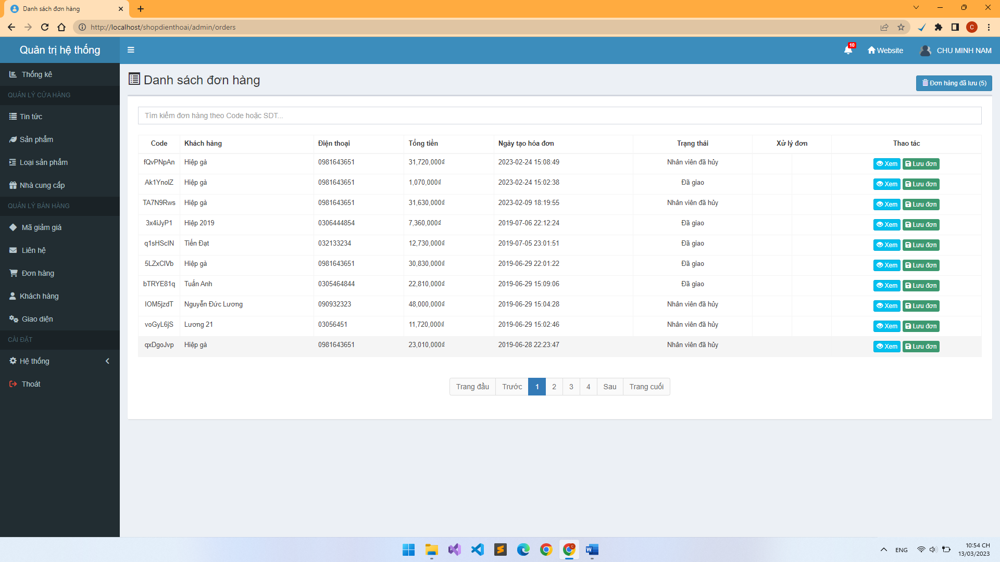 Danh sách đơn hàng
http://localhost/shopdienthoai/admin/orders
C
Quản trị hệ thống
10
Website
CHU MINH NAM
Thống kê
QUẢN LÝ CỬA HÀNG
Tin tức
Sản phẩm
Loại sản phẩm
Nhà cung cấp
QUẢN LÝ BÁN HÀNG
Mã giảm giá
Liên hệ
Đơn hàng
Khách hàng
Giao diện
CÀI ĐẶT
Hệ thống
Thoát
Danh sách đơn hàng
Đơn hàng đã lưu (5)
Tìm kiếm đơn hàng theo Code hoặc SDT...
Code Khách hàng Điện thoại Tổng tiền Ngày tạo hóa đơn Trạng thái Xử lý đơn Thao tác
fQvPNpAn Hiệp gà 0981643651 31,720,000₫ 2023-02-24 15:08:49 Nhân viên đã hủy Xem Lưu đơn
Ak1YnolZ Hiệp gà 0981643651 1,070,000₫ 2023-02-24 15:02:38 Đã giao Xem Lưu đơn
TA7N9Rws Hiệp gà 0981643651 31,630,000₫ 2023-02-09 18:19:55 Nhân viên đã hủy Xem Lưu đơn
3x4iJyP1 Hiệp 2019 0306444854 7,360,000₫ 2019-07-06 22:12:24 Đã giao Xem Lưu đơn
q1sHScIN Tiến Đạt 032133234 12,730,000₫ 2019-07-05 23:01:51 Đã giao Xem Lưu đơn
5LZxClVb Hiệp gà 0981643651 30,830,000₫ 2019-06-29 22:01:22 Đã giao Xem Lưu đơn
bTRYE81q Tuấn Anh 0305464844 22,810,000₫ 2019-06-29 15:09:06 Đã giao Xem Lưu đơn
IOM5jzdT Nguyễn Đức Lương 090932323 48,000,000₫ 2019-06-29 15:04:28 Nhân viên đã hủy Xem Lưu đơn
voGyL6jS Lương 21 03056451 11,720,000₫ 2019-06-29 15:02:46 Nhân viên đã hủy Xem Lưu đơn
qxDgoJvp Hiệp gà 0981643651 23,010,000₫ 2019-06-28 22:23:47 Nhân viên đã hủy Xem Lưu đơn
Trang đầu Trước 1 2 3 4 Sau Trang cuối
ENG
10:54 CH
13/03/2023